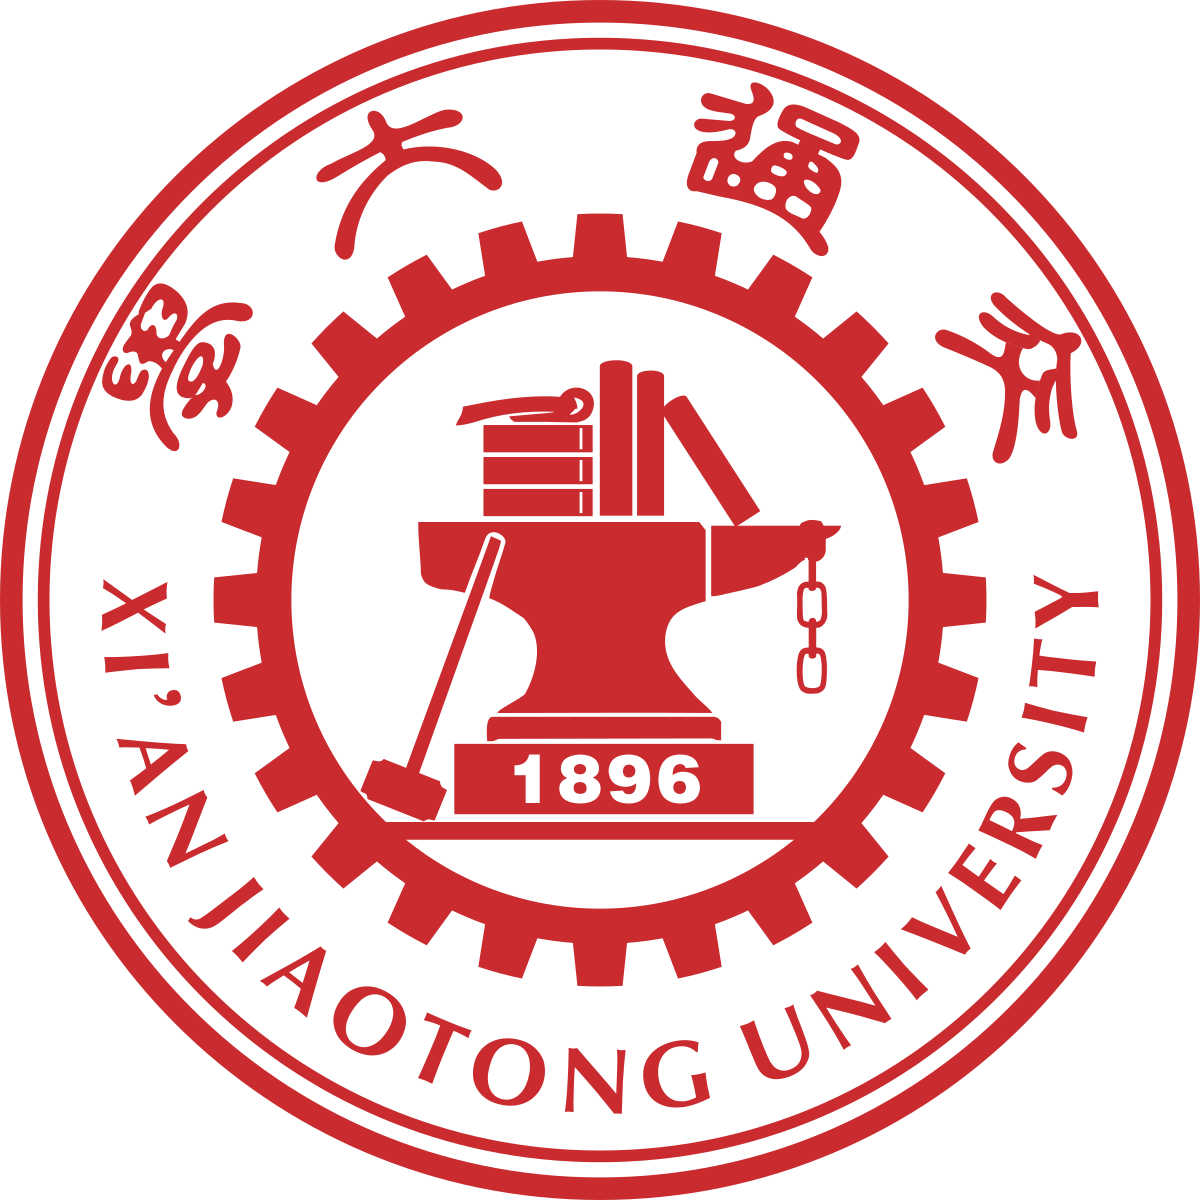 學大通交
XI’AN JIAOTONG UNIVERSITY
1896